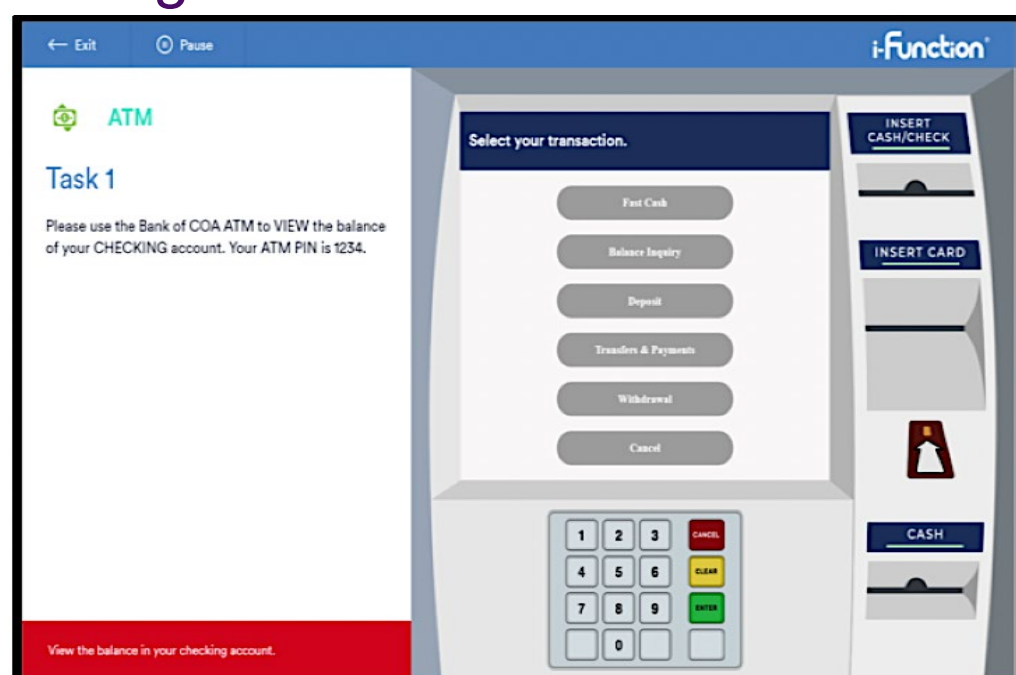 ← Exit
Pause
i-Function®
ATM
Task 1
Please use the Bank of COA ATM to VIEW the balance
of your CHECKING account. Your ATM PIN is 1234.
View the balance in your checking account.
Select your transaction.
Fast Cash
Balance Inquiry
Deposit
Transfers & Payments
Withdrawal
Cancel
1 2 3 CANCEL
4 5 6 CLEAR
7 8 9 ENTER
0
INSERT
CASH/CHECK
INSERT CARD
CASH